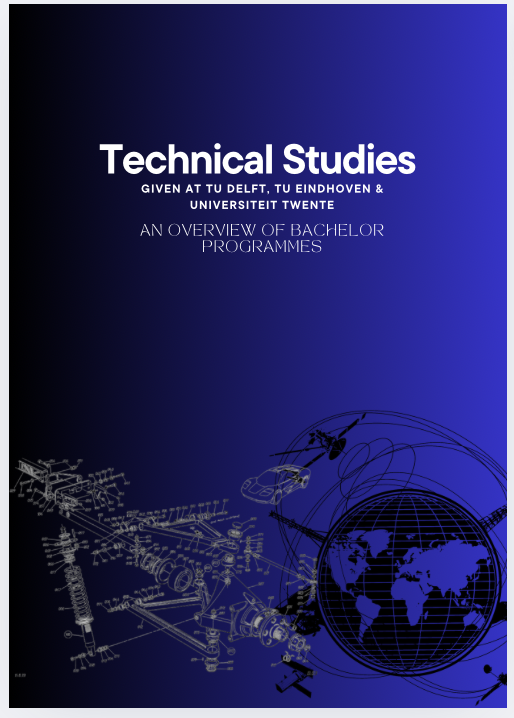 Technical Studies
GIVEN AT TU DELFT, TU EINDHOVEN &
UNIVERSITEIT TWENTE
AN OVERVIEW OF BACHELOR
PROGRAMMES